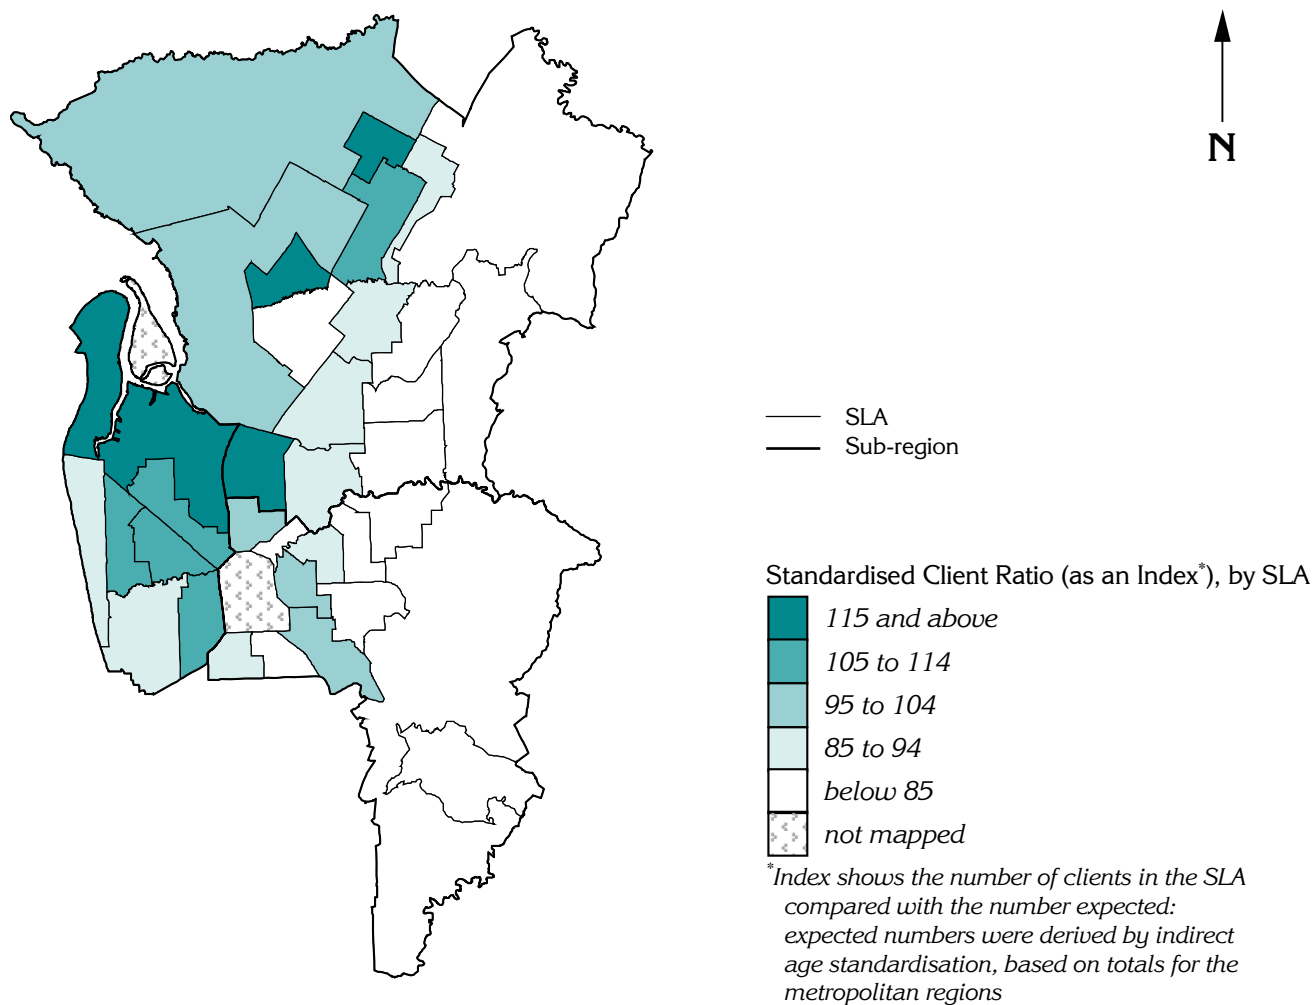 N
SLA
Sub-region
Standardised Client Ratio (as an Index*), by SLA
115 and above
105 to 114
95 to 104
85 to 94
below 85
not mapped
*Index shows the number of clients in the SLA
compared with the number expected:
expected numbers were derived by indirect
age standardisation, based on totals for the
metropolitan regions